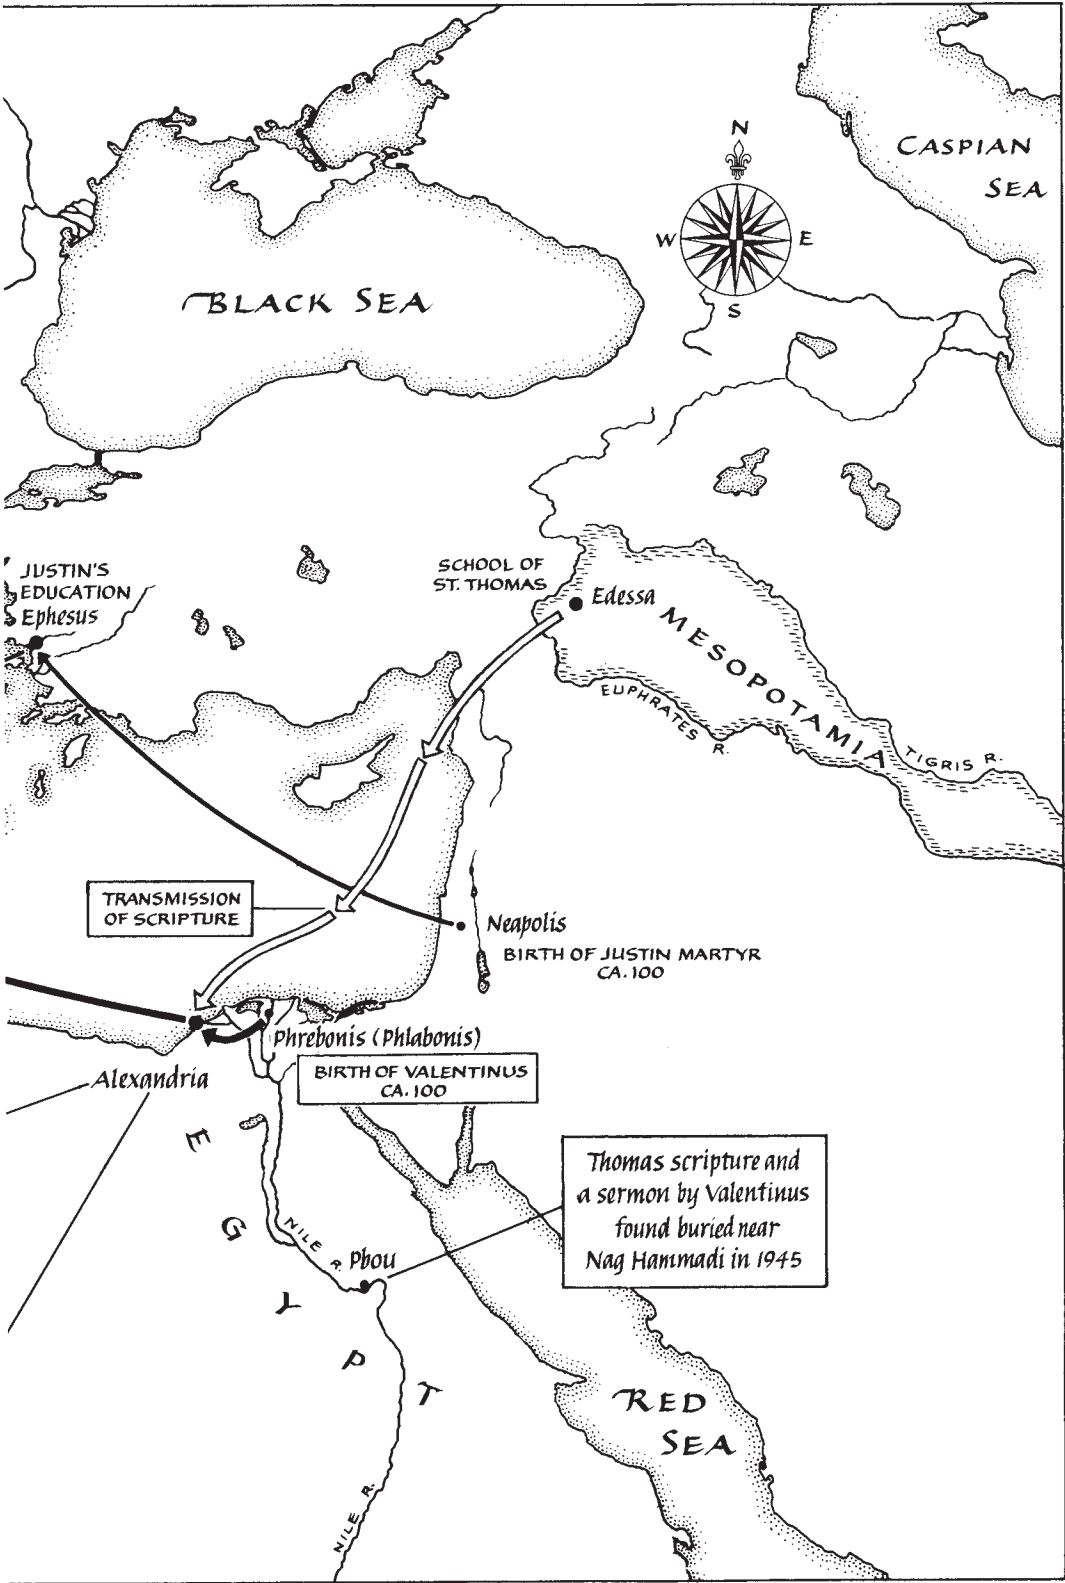 N
CASPIAN
SEA
W
E
S
BLACK SEA
JUSTIN'S
EDUCATION
Ephesus
SCHOOL OF
ST. THOMAS
Edessa
MESOPOTAMIA
EUPHRATES R.
TIGRIS R.
TRANSMISSION
OF SCRIPTURE
Neapolis
BIRTH OF JUSTIN MARTYR
CA. 100
Phrebonis (Phlabonis)
BIRTH OF VALENTINUS
CA. 100
Alexandria
EGYPT
Thomas scripture and
a sermon by Valentinus
found buried near
Nag Hammadi in 1945
NILE R.
Pbou
RED
SEA
NILE R.